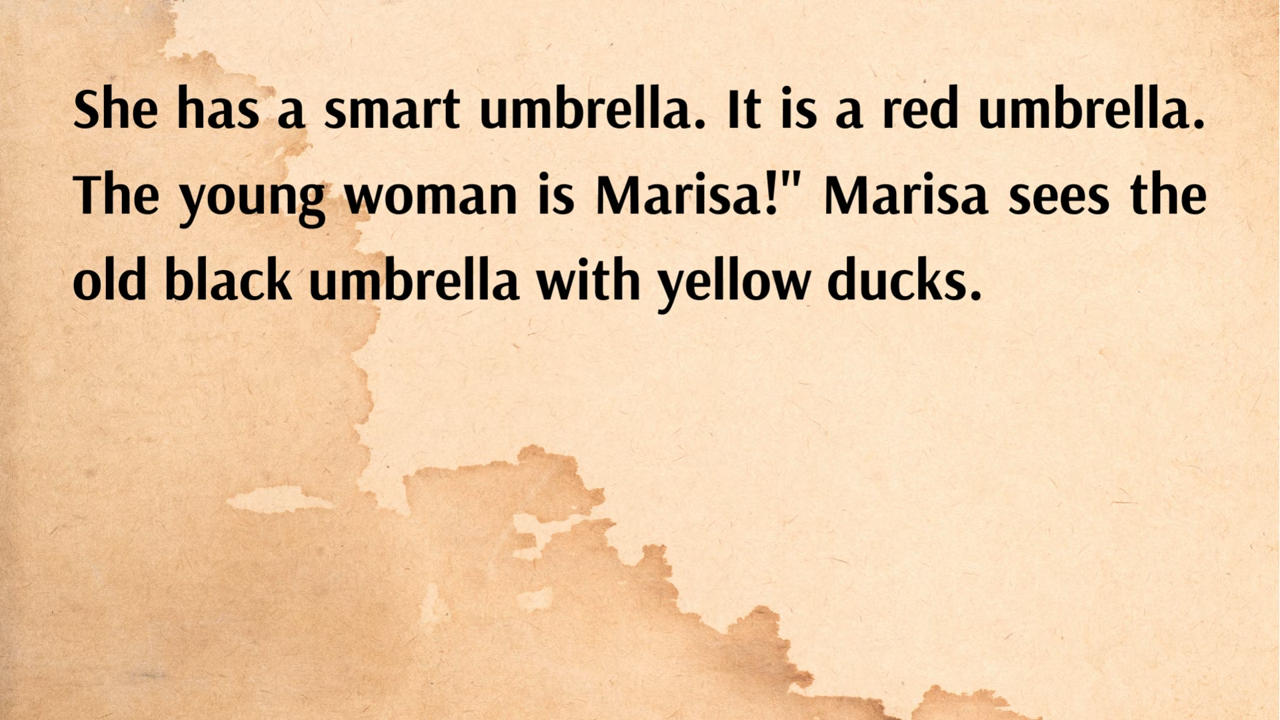 She has a smart umbrella. It is a red umbrella.
The young woman is Marisa!" Marisa sees the
old black umbrella with yellow ducks.